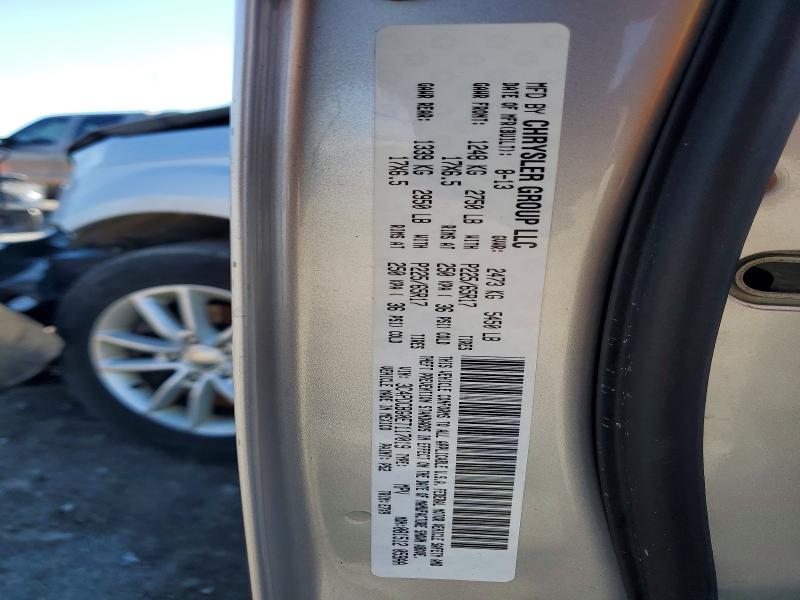 MFD BY CHRYSLER GROUP LLC
DATE OF MFR(BUILT): 8-13 GVWR: 2473 KG 5450 LB
GAWR FRONT: 1248 KG 2750 LB WITH P225/65R17 TIRES
17X6.5 RIMS AT 250 KPA ( 36 PSI) COLD
GAWR REAR: 1339 KG 2950 LB WITH P225/65R17 TIRES
17X6.5 RIMS AT 250 KPA ( 36 PSI) COLD
THIS VEHICLE CONFORMS TO ALL APPLICABLE U.S.A. FEDERAL MOTOR VEHICLE SAFETY AND
THEFT PREVENTION STANDARDS IN EFFECT ON THE DATE OF MANUFACTURE SHOWN ABOVE.
VIN: TYPE: MPV
VEHICLE MADE IN MEXICO PAINT: TRIM: